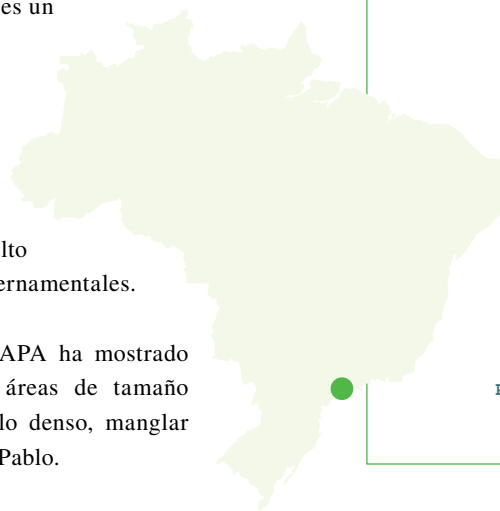 es un
lto
ernamentales.
APA ha mostrado
áreas de tamaño
lo denso, manglar
Pablo.